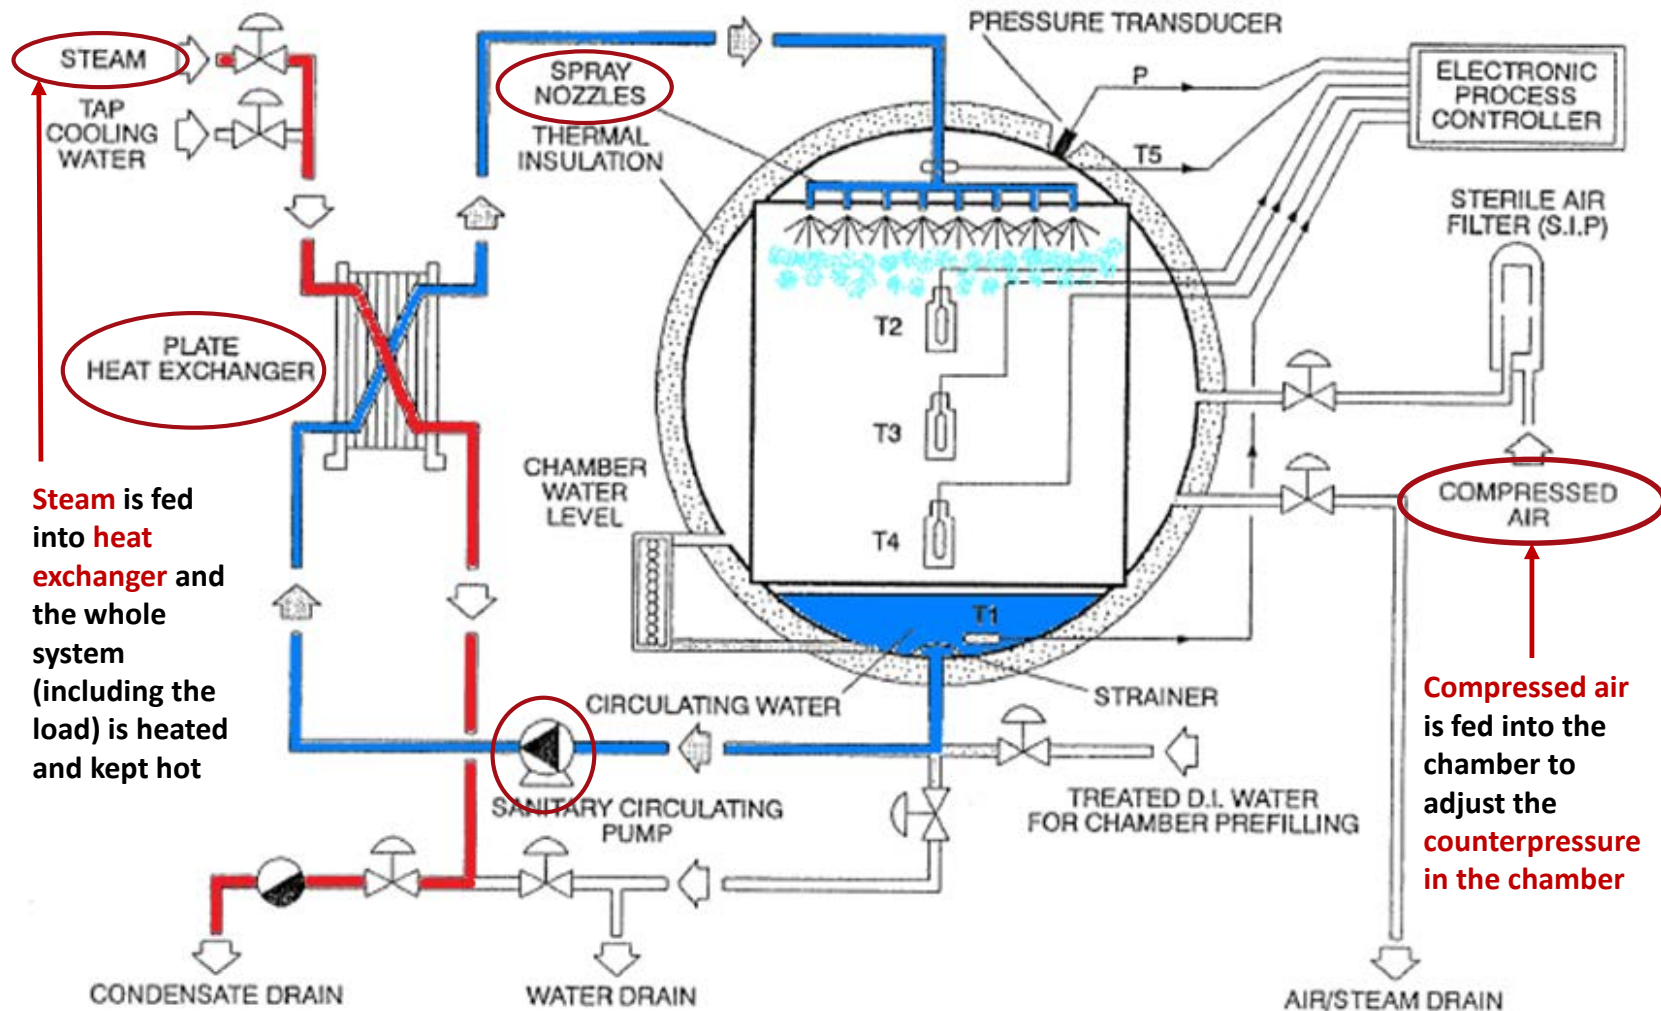 STEAM
TAP
COOLING
WATER
SPRAY
NOZZLES
THERMAL
INSULATION
PRESSURE TRANSDUCER
P
T5
ELECTRONIC
PROCESS
CONTROLLER
STERILE AIR
FILTER (S.I.P)
PLATE
HEAT EXCHANGER
T2
T3
T4
T1
CHAMBER
WATER
LEVEL
COMPRESSED
AIR
Steam is fed
into heat
exchanger and
the whole
system
(including the
load) is heated
and kept hot
CIRCULATING WATER
STRAINER
SANITARY CIRCULATING
PUMP
TREATED D.I. WATER
FOR CHAMBER PREFILLING
Compressed air
is fed into the
chamber to
adjust the
counterpressure
in the chamber
CONDENSATE DRAIN
WATER DRAIN
AIR/STEAM DRAIN